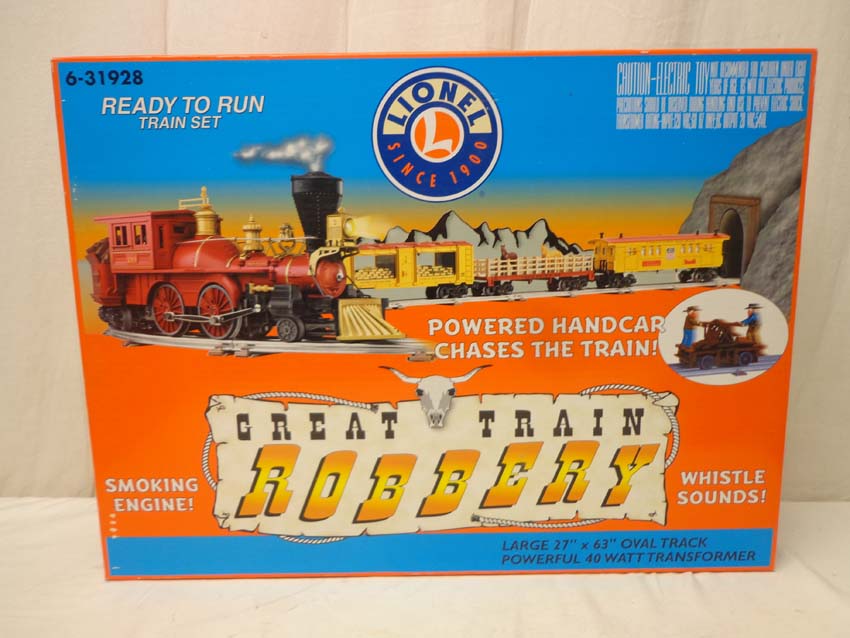 6-31928
READY TO RUN
TRAIN SET
LIONEL
L
SINCE 1900
CAUTION-ELECTRIC TOY
POWERED HANDCAR
CHASES THE TRAIN!
GREAT TRAIN
ROBBERY
SMOKING
ENGINE!
WHISTLE
SOUNDS!
LARGE 27" x 63" OVAL TRACK
POWERFUL 40 WATT TRANSFORMER